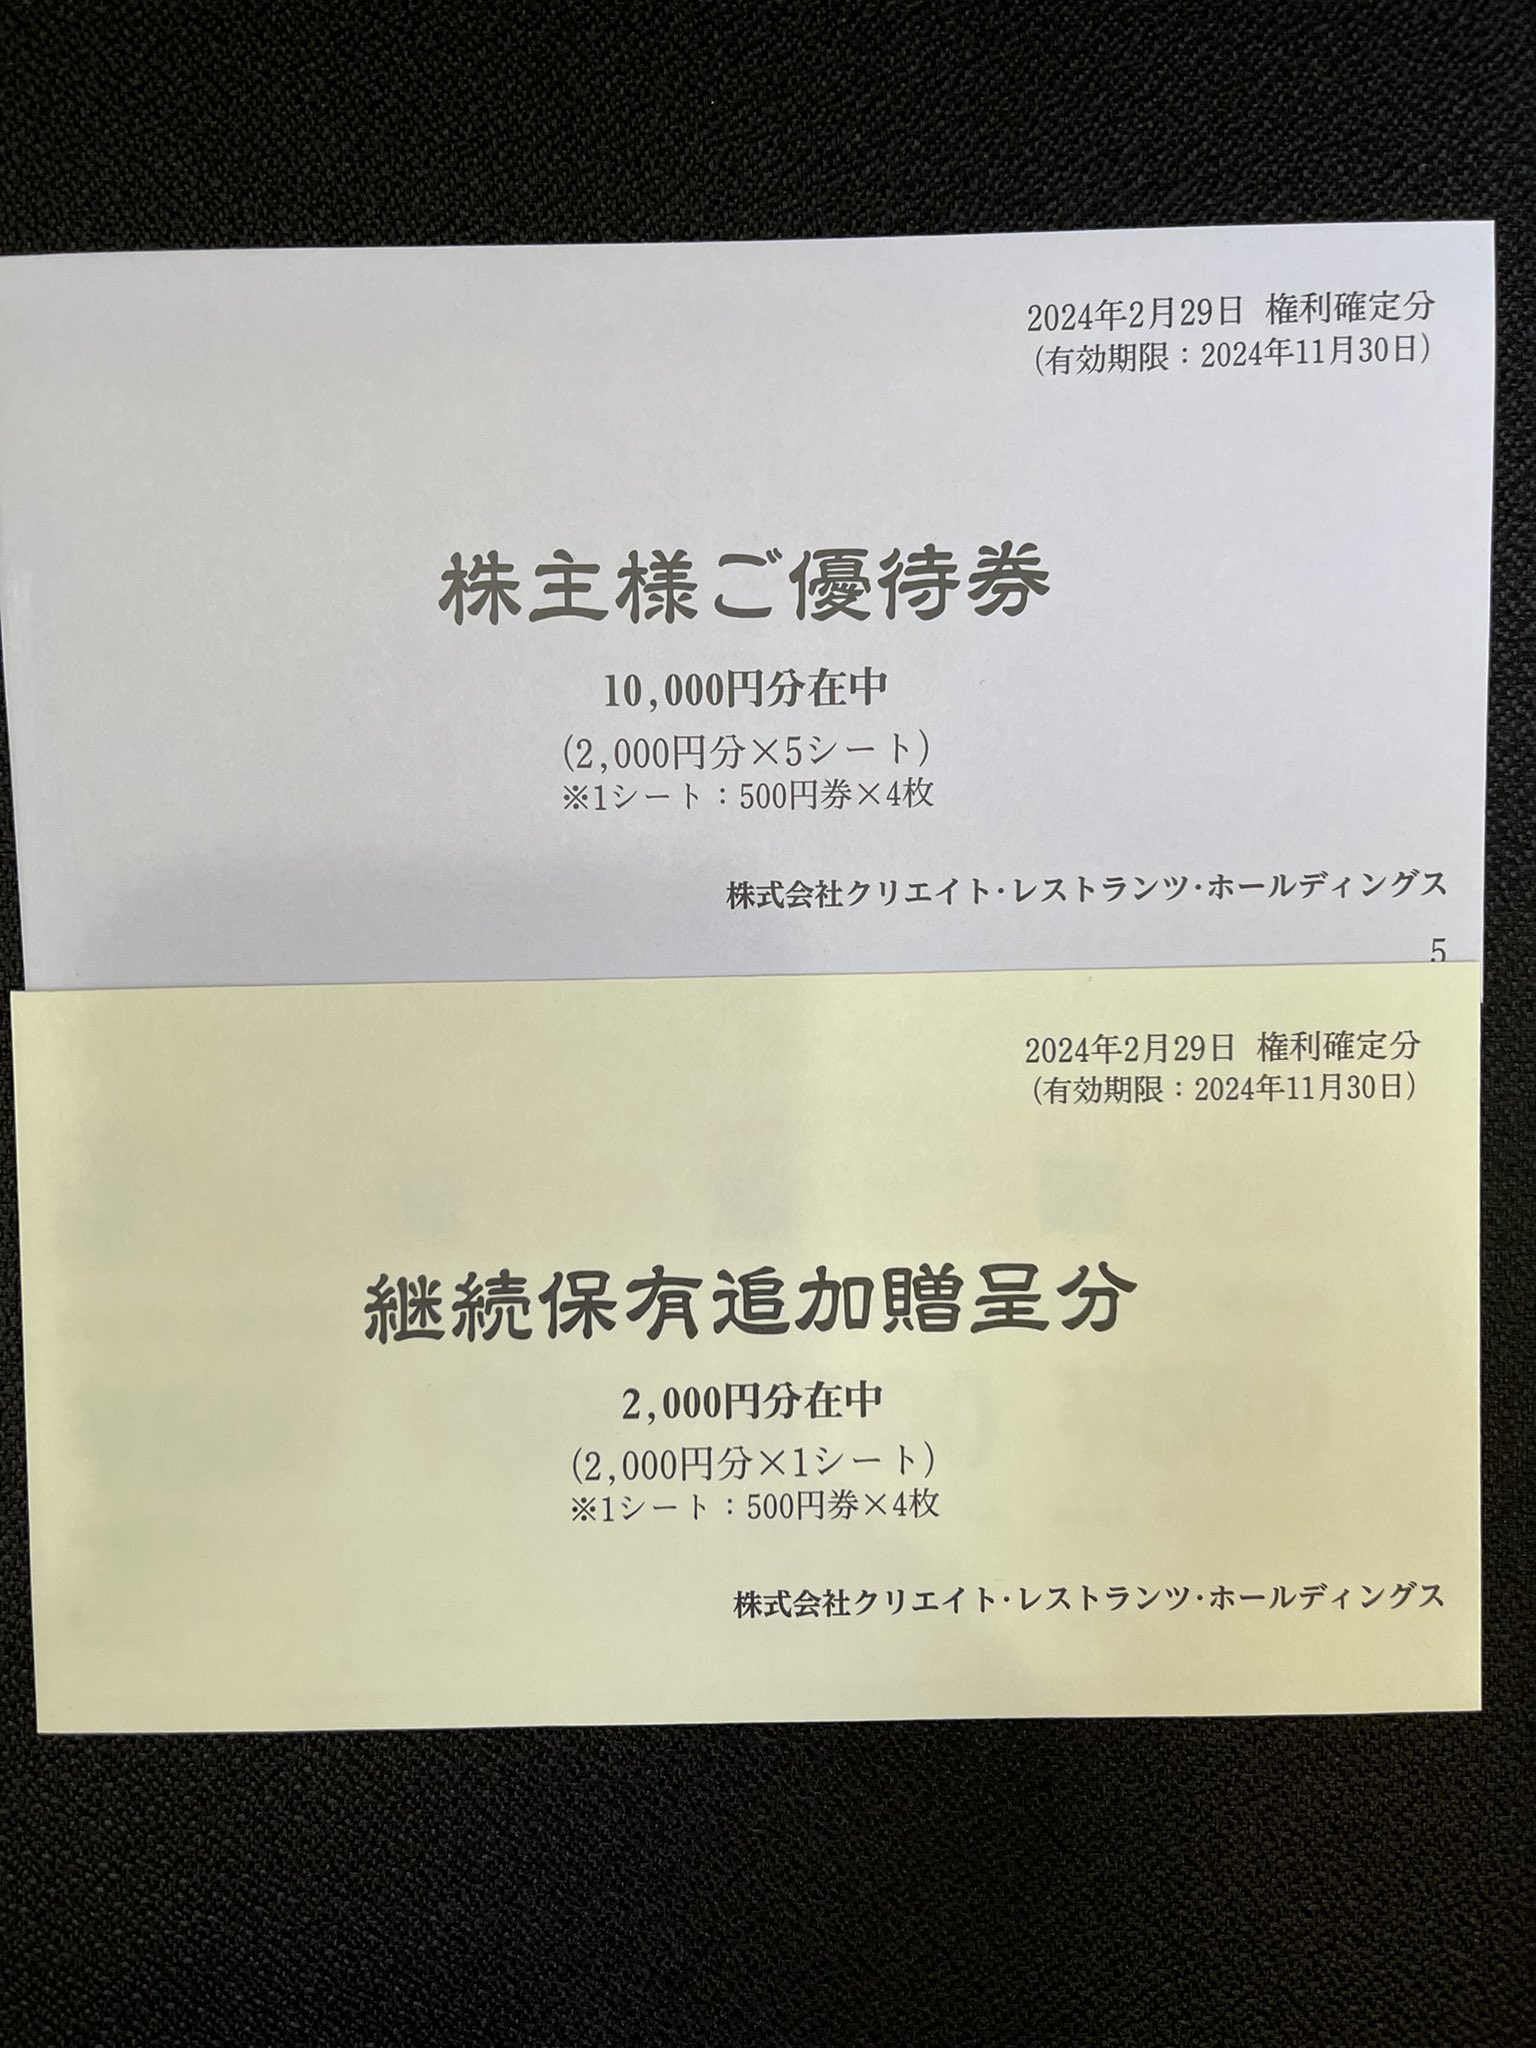 2024年2月29日 権利確定分
(有効期限：2024年11月30日)
株主様ご優待券
10,000円分在中
(2,000円分×5シート)
※1シート：500円券×4枚
株式会社クリエイト･レストランツ･ホールディングス
5
2024年2月29日 権利確定分
(有効期限：2024年11月30日)
継続保有追加贈呈分
2,000円分在中
(2,000円分×1シート)
※1シート：500円券×4枚
株式会社クリエイト･レストランツ･ホールディングス